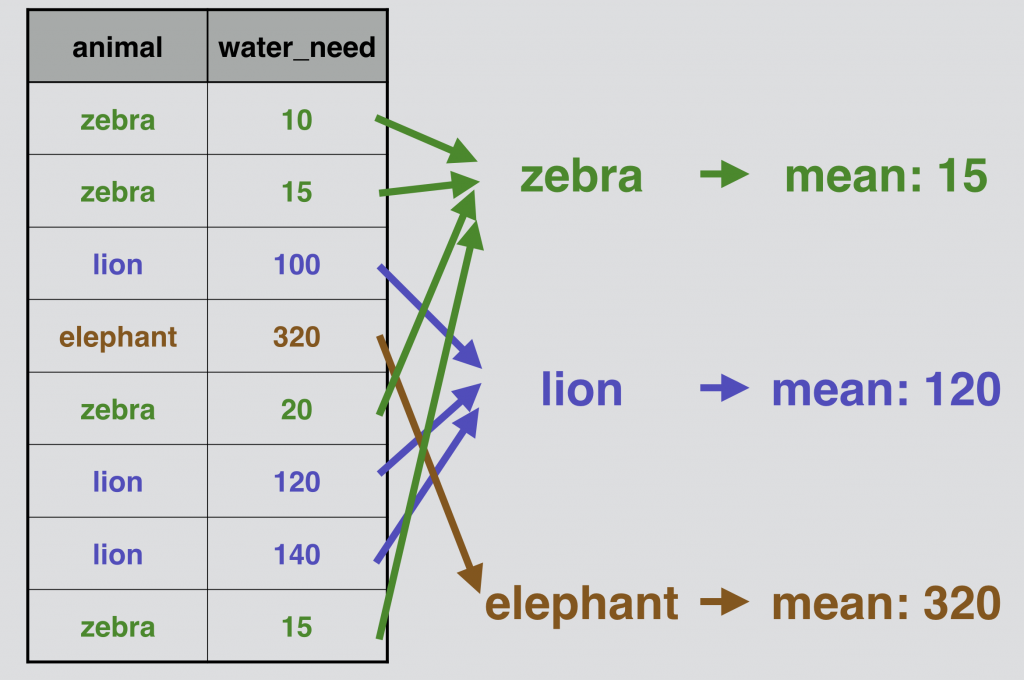 animal water_need
zebra 10
zebra 15
lion 100
elephant 320
zebra 20
lion 120
lion 140
zebra 15
zebra mean: 15
lion mean: 120
elephant mean: 320